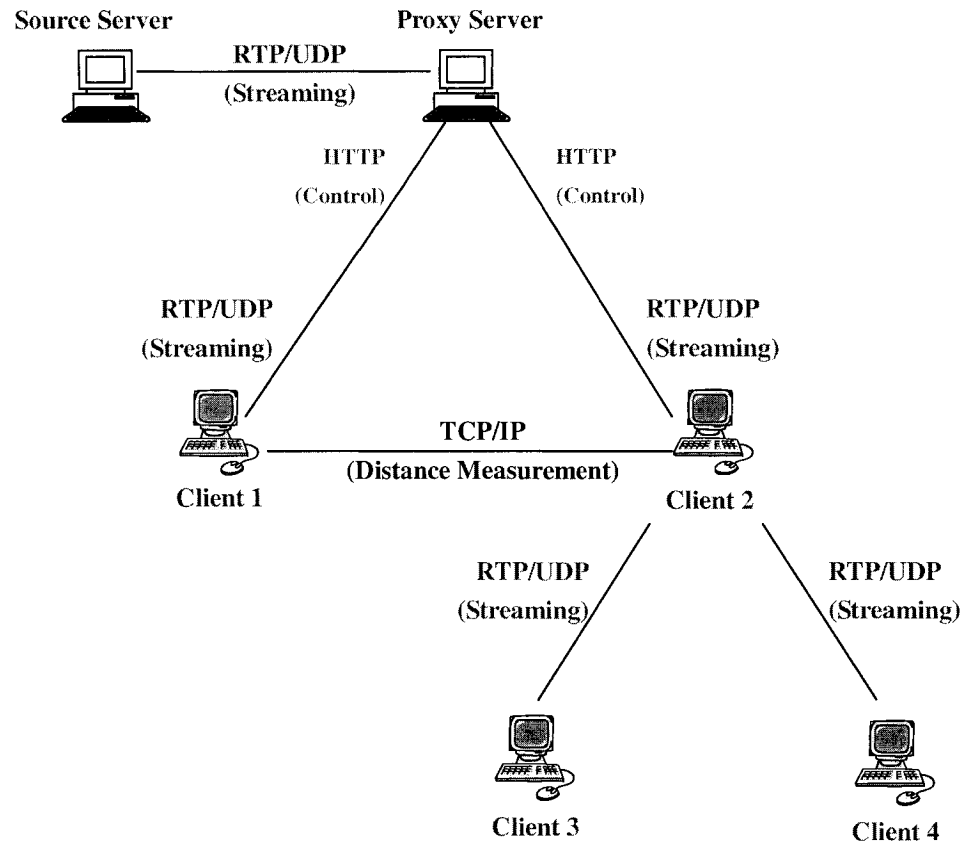 Source Server
Proxy Server
RTP/UDP
(Streaming)
HTTP
(Control)
HTTP
(Control)
RTP/UDP
(Streaming)
RTP/UDP
(Streaming)
TCP/IP
(Distance Measurement)
Client 1
Client 2
RTP/UDP
(Streaming)
RTP/UDP
(Streaming)
Client 3
Client 4